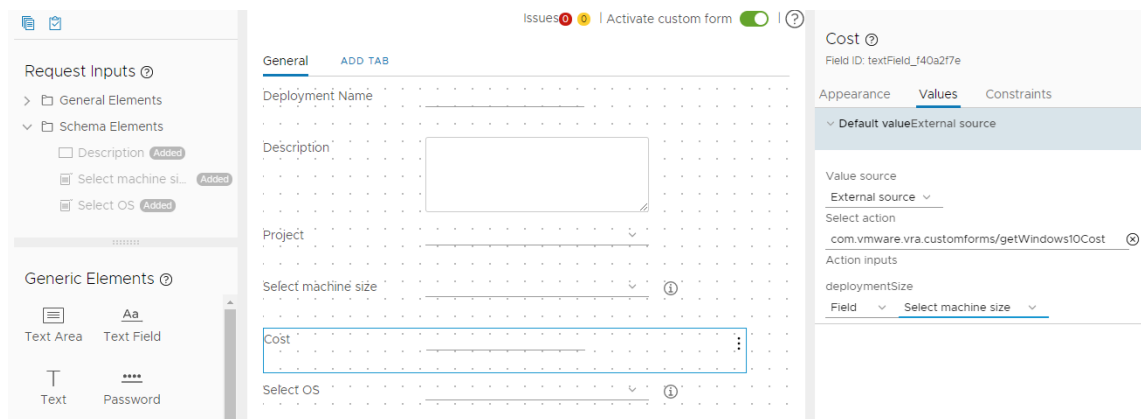 Issues 0 0 Activate custom form
Request Inputs
General Elements
Schema Elements
Description Added
Select machine si... Added
Select OS Added
Generic Elements
Aa
Text Area Text Field
T
Text Password
General ADD TAB
Deployment Name
Description
Project
Select machine size
Cost
Select OS
Cost
Field ID: textField_f40a2f7e
Appearance Values Constraints
Default valueExternal source
Value source
External source
Select action
com.vmware.vra.customforms/getWindows10Cost
Action inputs
deploymentSize
Field Select machine size